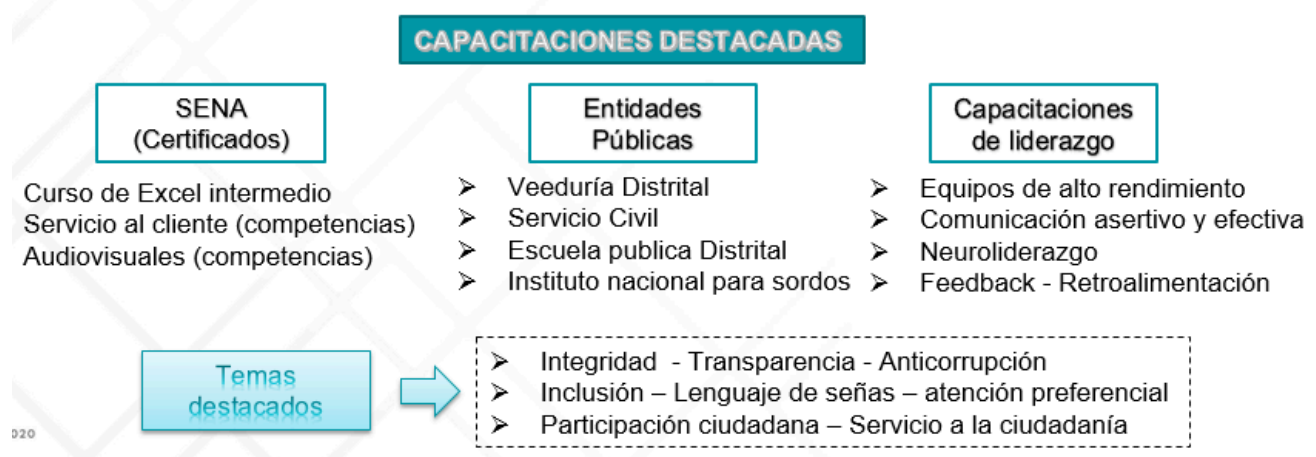 CAPACITACIONES DESTACADAS
SENA
(Certificados)
Curso de Excel intermedio
Servicio al cliente (competencias)
Audiovisuales (competencias)
Entidades
Públicas
➢ Veeduría Distrital
➢ Servicio Civil
➢ Escuela publica Distrital
➢ Instituto nacional para sordos
Capacitaciones
de liderazgo
➢ Equipos de alto rendimiento
➢ Comunicación asertivo y efectiva
➢ Neuroliderazgo
➢ Feedback - Retroalimentación
Temas
destacados
➢ Integridad - Transparencia - Anticorrupción
➢ Inclusión – Lenguaje de señas – atención preferencial
➢ Participación ciudadana – Servicio a la ciudadanía
020